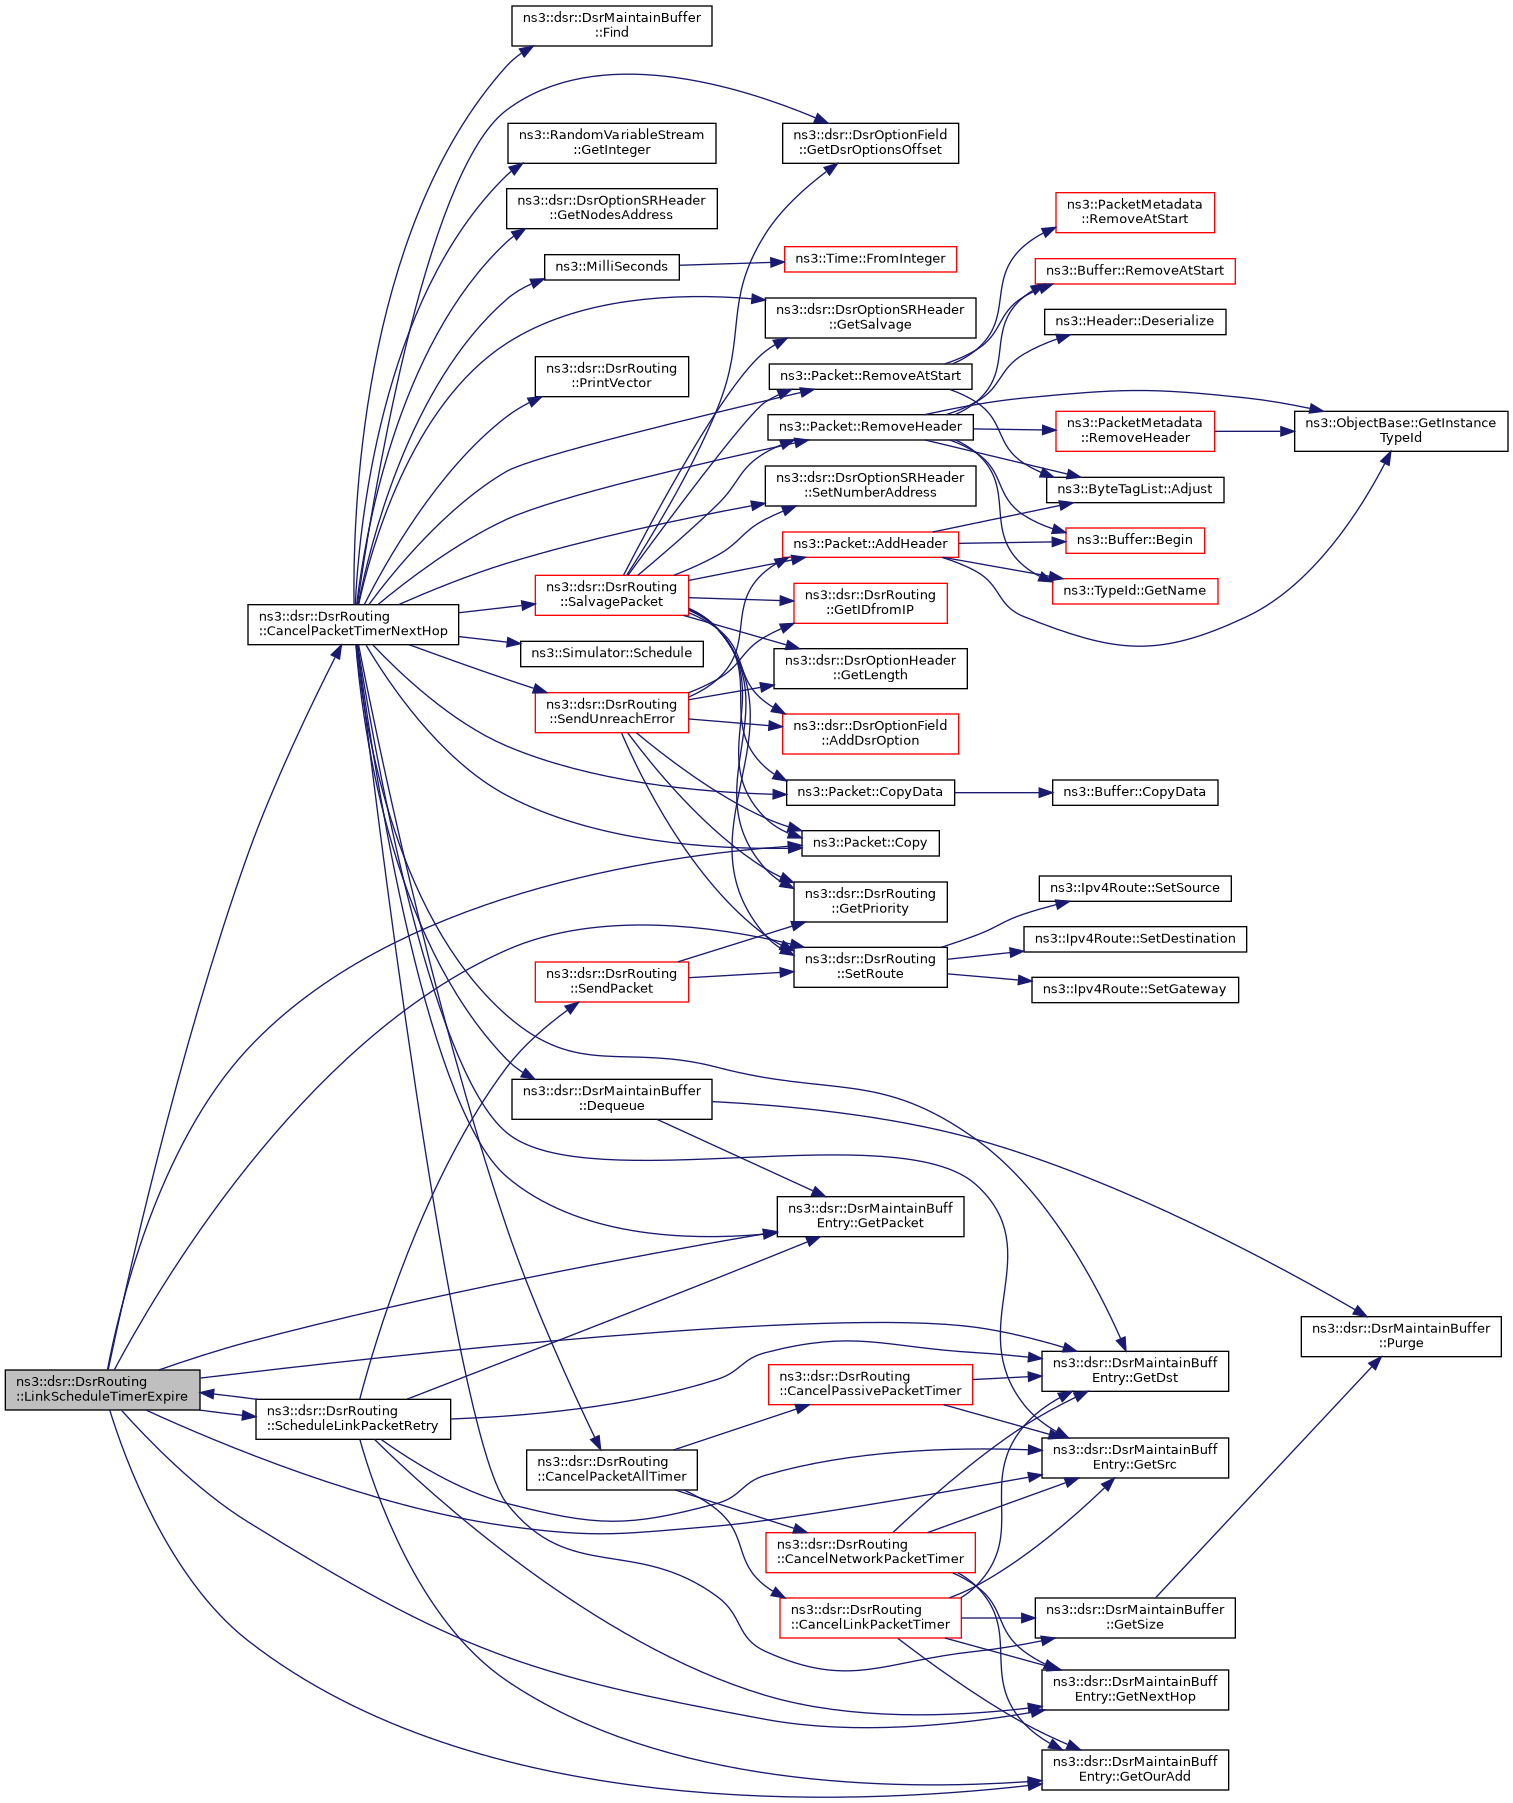 ns3::dsr::DsrMaintainBuffer
::Find
ns3::dsr::DsrOptionField
::GetDsrOptionsOffset
ns3::RandomVariableStream
::GetInteger
ns3::dsr::DsrOptionSRHeader
::GetNodesAddress
ns3::PacketMetadata
::RemoveAtStart
ns3::MilliSeconds
ns3::Time::FromInteger
ns3::Buffer::RemoveAtStart
ns3::dsr::DsrOptionSRHeader
::GetSalvage
ns3::Header::Deserialize
ns3::dsr::DsrRouting
::PrintVector
ns3::Packet::RemoveAtStart
ns3::Packet::RemoveHeader
ns3::PacketMetadata
::RemoveHeader
ns3::ObjectBase::GetInstance
TypeId
ns3::dsr::DsrOptionSRHeader
::SetNumberAddress
ns3::ByteTagList::Adjust
ns3::Packet::AddHeader
ns3::Buffer::Begin
ns3::dsr::DsrRouting
::SalvagePacket
ns3::dsr::DsrRouting
::GetIDfromIP
ns3::TypeId::GetName
ns3::dsr::DsrRouting
::CancelPacketTimerNextHop
ns3::Simulator::Schedule
ns3::dsr::DsrOptionHeader
::GetLength
ns3::dsr::DsrRouting
::SendUnreachError
ns3::dsr::DsrOptionField
::AddDsrOption
ns3::Packet::CopyData
ns3::Buffer::CopyData
ns3::Packet::Copy
ns3::dsr::DsrRouting
::GetPriority
ns3::Ipv4Route::SetSource
ns3::dsr::DsrRouting
::SendPacket
ns3::dsr::DsrRouting
::SetRoute
ns3::Ipv4Route::SetDestination
ns3::Ipv4Route::SetGateway
ns3::dsr::DsrMaintainBuffer
::Dequeue
ns3::dsr::DsrMaintainBuff
Entry::GetPacket
ns3::dsr::DsrMaintainBuffer
::Purge
ns3::dsr::DsrRouting
::LinkScheduleTimerExpire
ns3::dsr::DsrRouting
::ScheduleLinkPacketRetry
ns3::dsr::DsrRouting
::CancelPassivePacketTimer
ns3::dsr::DsrMaintainBuff
Entry::GetDst
ns3::dsr::DsrRouting
::CancelPacketAllTimer
ns3::dsr::DsrMaintainBuff
Entry::GetSrc
ns3::dsr::DsrRouting
::CancelNetworkPacketTimer
ns3::dsr::DsrRouting
::CancelLinkPacketTimer
ns3::dsr::DsrMaintainBuffer
::GetSize
ns3::dsr::DsrMaintainBuff
Entry::GetNextHop
ns3::dsr::DsrMaintainBuff
Entry::GetOurAdd